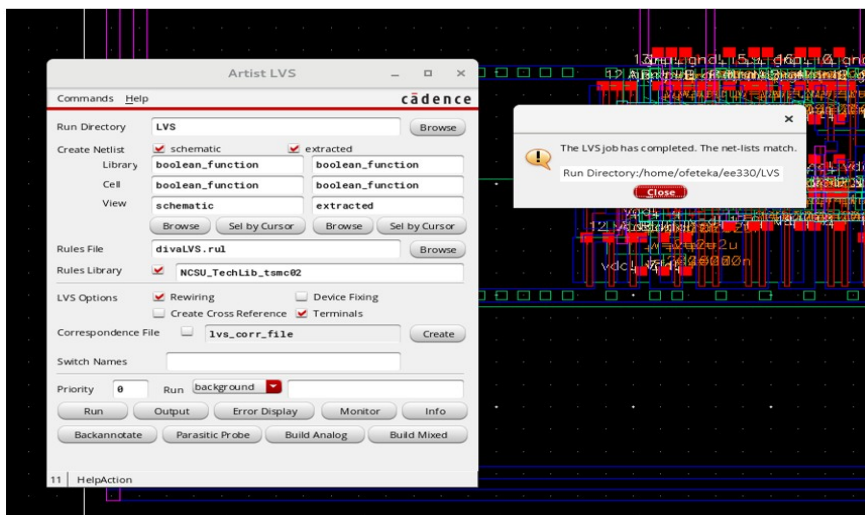 Artist LVS
Commands Help
cādence
Run Directory LVS Browse
Create Netlist schematic extracted
Library boolean_function boolean_function
Cell boolean_function boolean_function
View schematic extracted
Browse Sel by Cursor Browse Sel by Cursor
Rules File divaLVS.rul Browse
Rules Library NCSU_TechLib_tsmc02
LVS Options Rewiring Device Fixing
Create Cross Reference Terminals
Correspondence File lvs_corr_file Create
Switch Names
Priority 0 Run background
Run Output Error Display Monitor Info
Backannotate Parasitic Probe Build Analog Build Mixed
11 HelpAction
The LVS job has completed. The net-lists match.
Run Directory:/home/ofeteka/ee330/LVS
Close